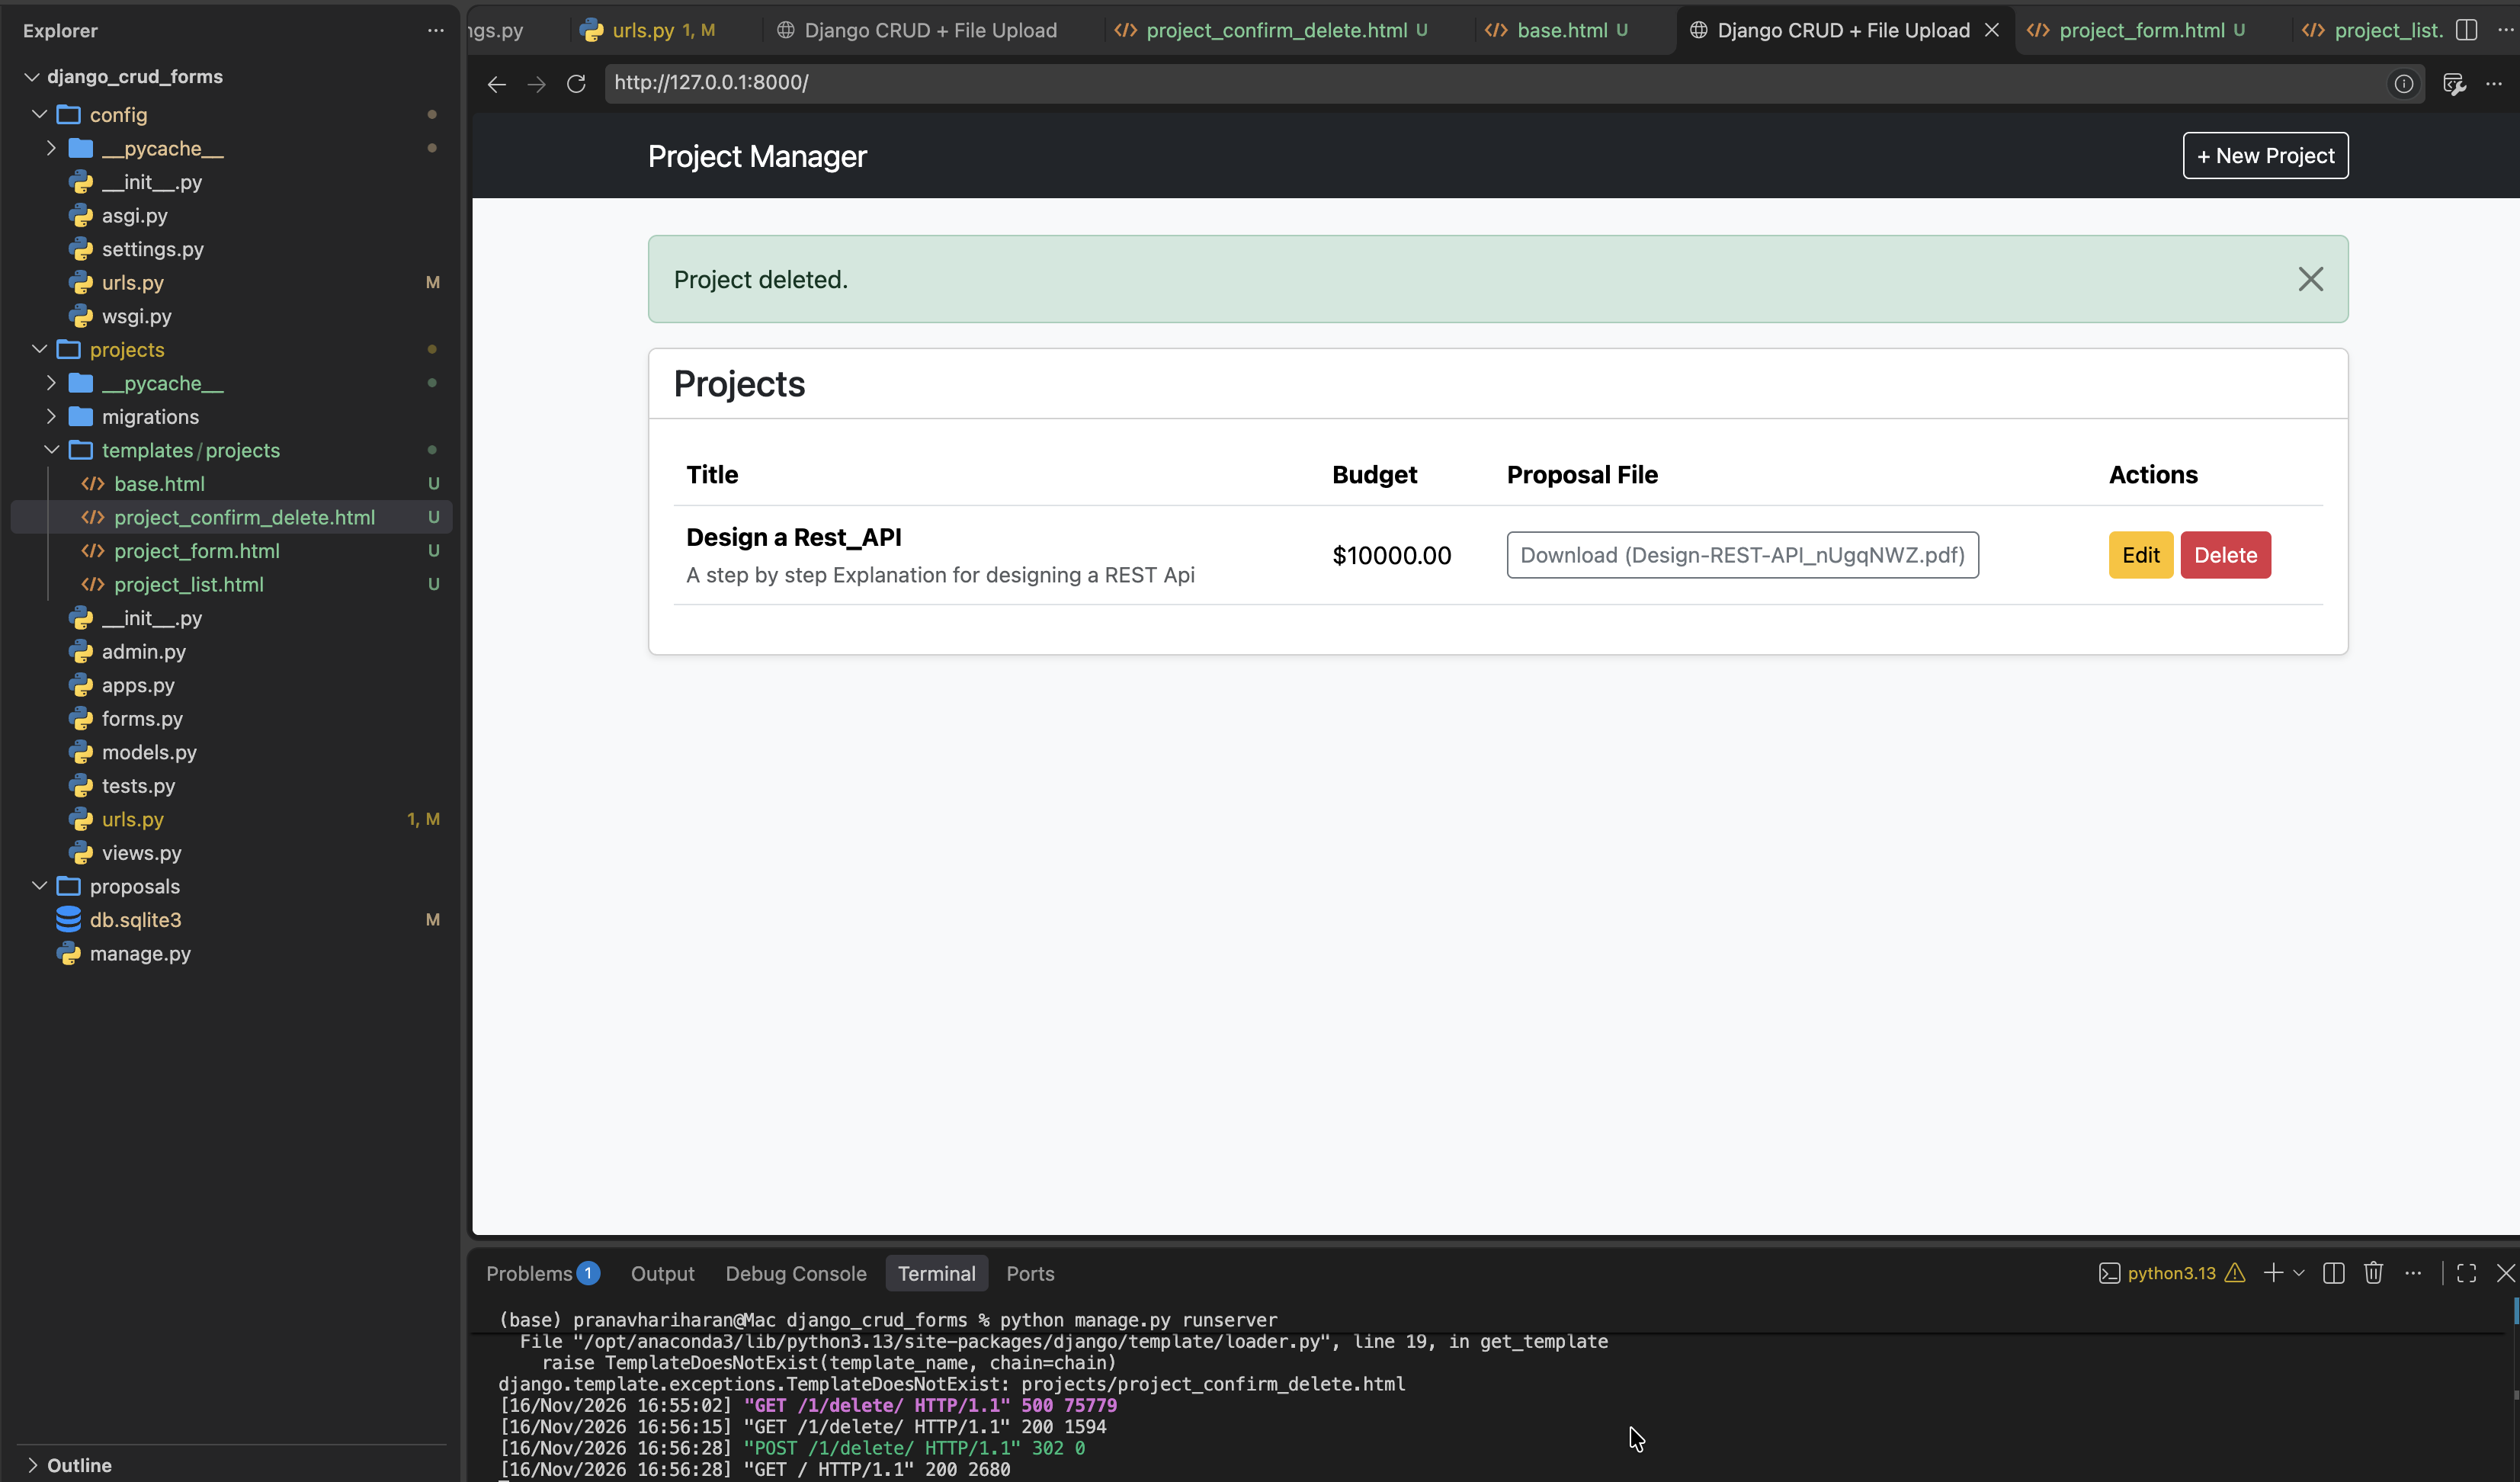 Explorer
django_crud_forms
config
__pycache__
__init__.py
asgi.py
settings.py
urls.py M
wsgi.py
projects
__pycache__
migrations
templates/projects
base.html U
project_confirm_delete.html U
project_form.html U
project_list.html U
__init__.py
admin.py
apps.py
forms.py
models.py
tests.py
urls.py 1, M
views.py
proposals
db.sqlite3 M
manage.py
Outline
ngs.py urls.py 1, M Django CRUD + File Upload project_confirm_delete.html U base.html U Django CRUD + File Upload project_form.html U project_list.
http://127.0.0.1:8000/
Project Manager + New Project
Project deleted.
Projects
Title Budget Proposal File Actions
Design a Rest_API
A step by step Explanation for designing a REST Api
$10000.00 Download (Design-REST-API_nUgqNWZ.pdf) Edit Delete
Problems 1 Output Debug Console Terminal Ports python3.13
(base) pranavhariharan@Mac django_crud_forms % python manage.py runserver
File "/opt/anaconda3/lib/python3.13/site-packages/django/template/loader.py", line 19, in get_template
raise TemplateDoesNotExist(template_name, chain=chain)
django.template.exceptions.TemplateDoesNotExist: projects/project_confirm_delete.html
[16/Nov/2026 16:55:02] "GET /1/delete/ HTTP/1.1" 500 75779
[16/Nov/2026 16:56:15] "GET /1/delete/ HTTP/1.1" 200 1594
[16/Nov/2026 16:56:28] "POST /1/delete/ HTTP/1.1" 302 0
[16/Nov/2026 16:56:28] "GET / HTTP/1.1" 200 2680